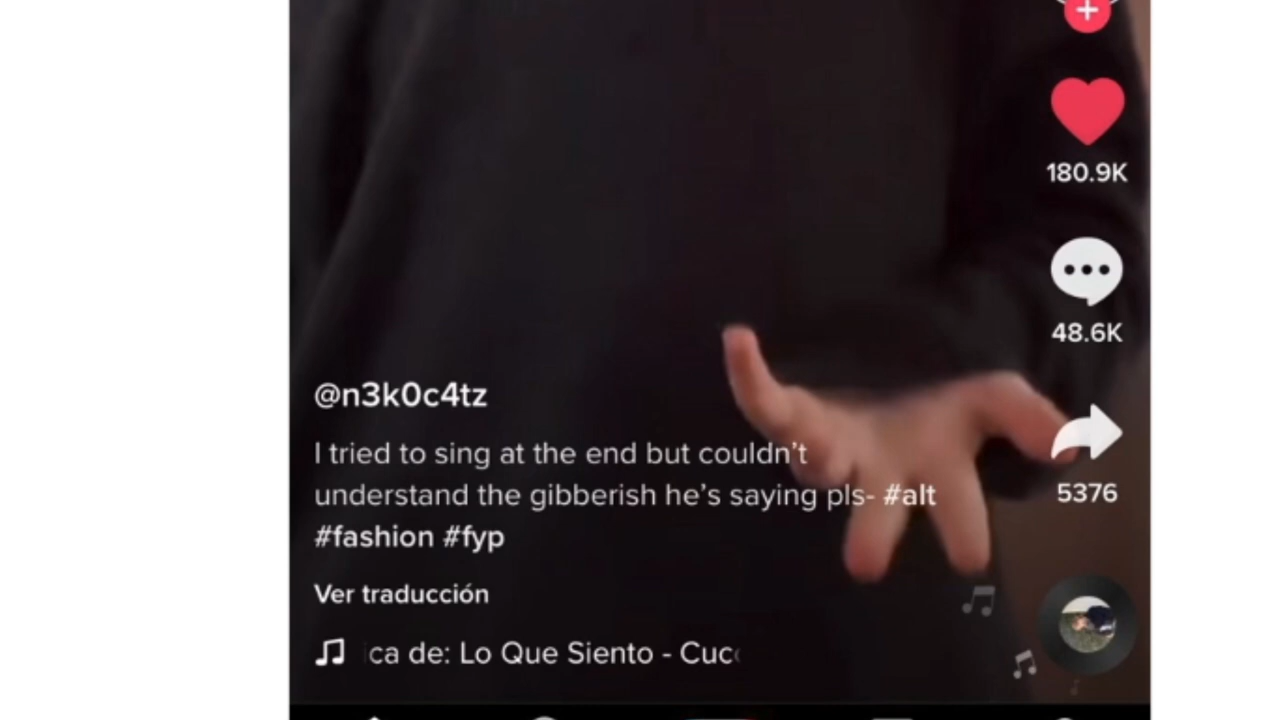 180.9K
48.6K
5376
@n3k0c4tz
I tried to sing at the end but couldn't
understand the gibberish he's saying pls- #alt
#fashion #fyp
Ver traducción
ca de: Lo Que Siento - Cuc